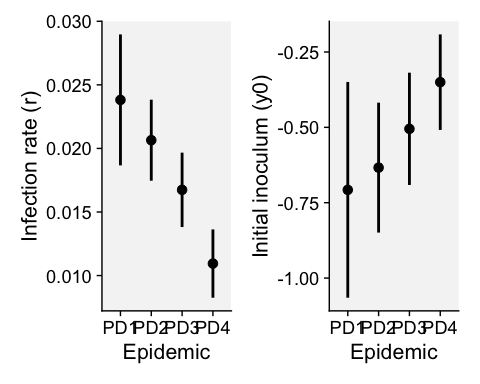 Infection rate (r)
0.030
0.025
0.020
0.015
0.010
PD1 PD2 PD3 PD4
Epidemic
Initial inoculum (y0)
-0.25
-0.50
-0.75
-1.00
PD1 PD2 PD3 PD4
Epidemic